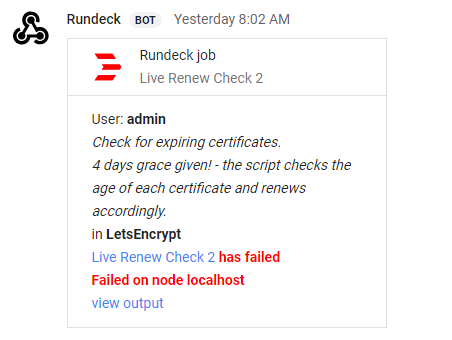 Rundeck BOT Yesterday 8:02 AM
Rundeck job
Live Renew Check 2
User: admin
Check for expiring certificates.
4 days grace given! - the script checks the
age of each certificate and renews
accordingly.
in LetsEncrypt
Live Renew Check 2 has failed
Failed on node localhost
view output